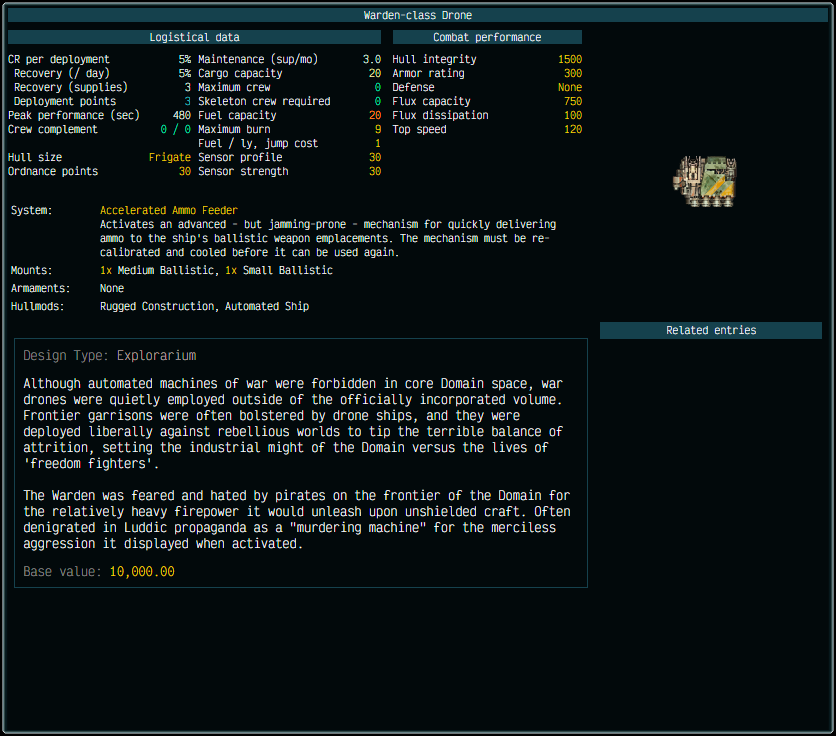 Warden-class Drone
Logistical data
Combat performance
CR per deployment 5% Maintenance (sup/mo) 3.0 Hull integrity 1500
Recovery (/ day) 5% Cargo capacity 20 Armor rating 300
Recovery (supplies) 3 Maximum crew 0 Defense None
Deployment points 3 Skeleton crew required 0 Flux capacity 750
Peak performance (sec) 480 Fuel capacity 20 Flux dissipation 100
Crew complement 0 / 0 Maximum burn 9 Top speed 120
Fuel / ly, jump cost 1
Hull size Frigate Sensor profile 30
Ordnance points 30 Sensor strength 30
System: Accelerated Ammo Feeder
Activates an advanced - but jamming-prone - mechanism for quickly delivering
ammo to the ship's ballistic weapon emplacements. The mechanism must be re-
calibrated and cooled before it can be used again.
Mounts: 1x Medium Ballistic, 1x Small Ballistic
Armaments: None
Hullmods: Rugged Construction, Automated Ship
Related entries
Design Type: Explorarium
Although automated machines of war were forbidden in core Domain space, war
drones were quietly employed outside of the officially incorporated volume.
Frontier garrisons were often bolstered by drone ships, and they were
deployed liberally against rebellious worlds to tip the terrible balance of
attrition, setting the industrial might of the Domain versus the lives of
'freedom fighters'.
The Warden was feared and hated by pirates on the frontier of the Domain for
the relatively heavy firepower it would unleash upon unshielded craft. Often
denigrated in Luddic propaganda as a "murdering machine" for the merciless
aggression it displayed when activated.
Base value: 10,000.00